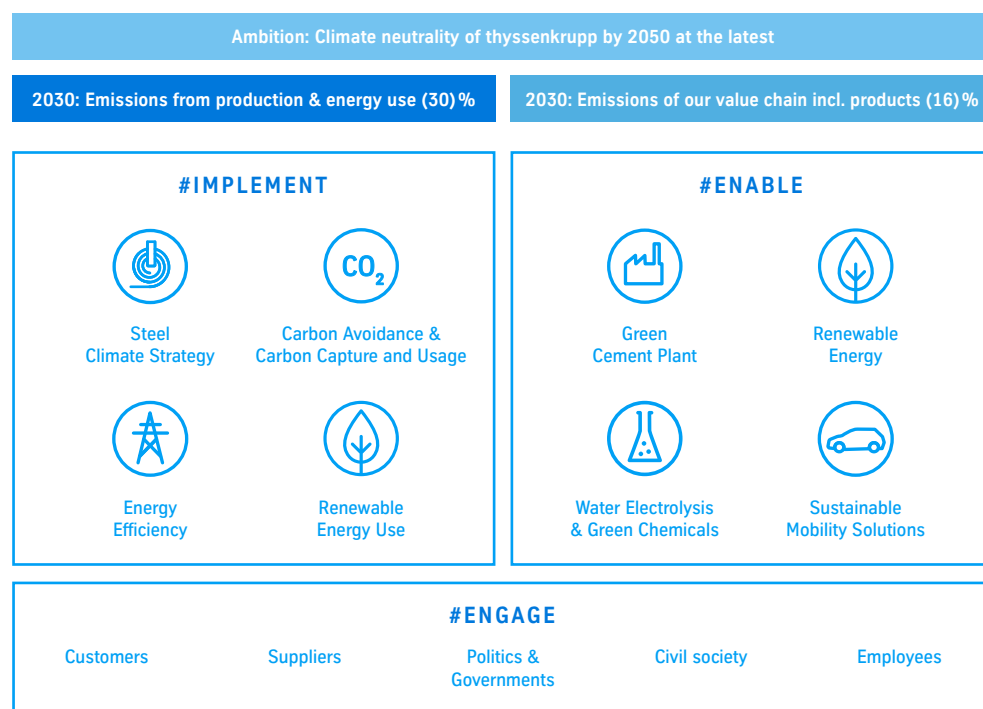 Ambition: Climate neutrality of thyssenkrupp by 2050 at the latest
2030: Emissions from production & energy use (30) %
2030: Emissions of our value chain incl. products (16) %
#IMPLEMENT
CO2
Steel
Climate Strategy
Carbon Avoidance &
Carbon Capture and Usage
Energy
Efficiency
Renewable
Energy Use
#ENABLE
Green
Cement Plant
Renewable
Energy
Water Electrolysis
& Green Chemicals
Sustainable
Mobility Solutions
#ENGAGE
Customers
Suppliers
Politics &
Governments
Civil society
Employees